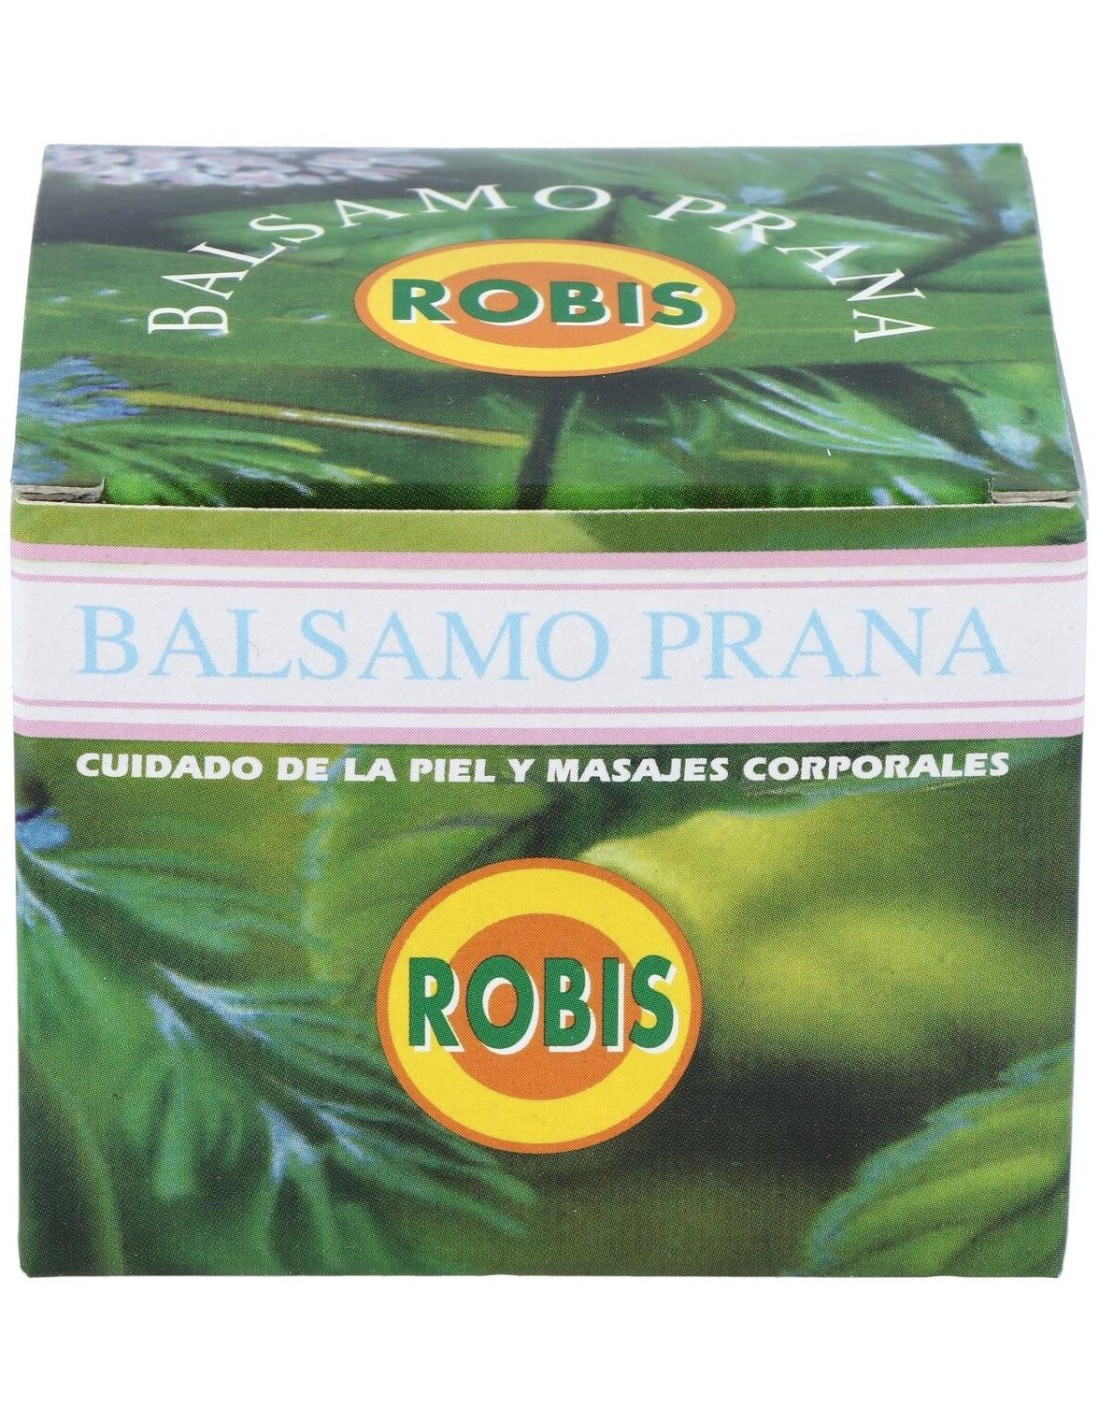 BALSAMO PRANA
ROBIS
BALSAMO PRANA
CUIDADO DE LA PIEL Y MASAJES CORPORALES
ROBIS